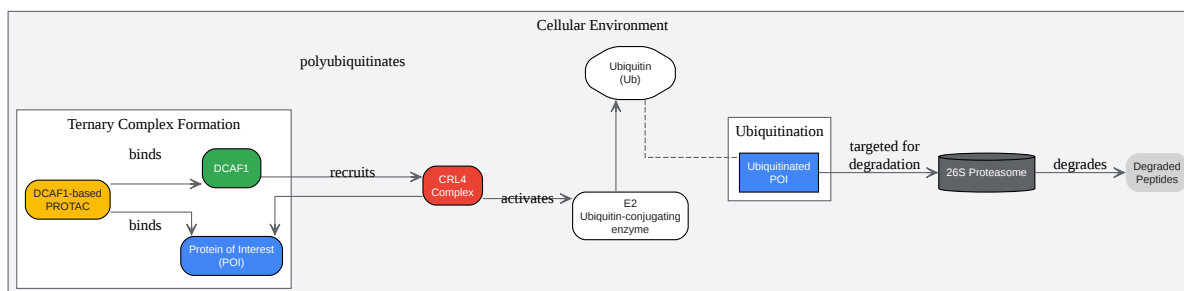 Cellular Environment
polyubiquitinates
Ubiquitin
(Ub)
Ternary Complex Formation
binds
DCAF1
DCAF1-based
PROTAC
binds
Protein of Interest
(POI)
recruits
CRL4
Complex
activates
E2
Ubiquitin-conjugating
enzyme
Ubiquitination
Ubiquitinated
POI
targeted for
degradation
26S Proteasome
degrades
Degraded
Peptides